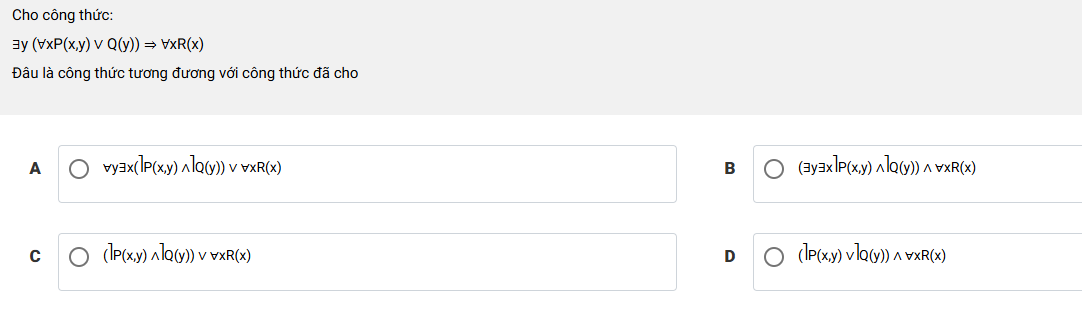 Cho công thức:
∃y (∀xP(x,y) ∨ Q(y)) ⇒ ∀xR(x)
Đâu là công thức tương đương với công thức đã cho
A ∀y∃x(˥P(x,y) ∧˥Q(y)) ∨ ∀xR(x)
B (∃y∃x˥P(x,y) ∧˥Q(y)) ∧ ∀xR(x)
C (˥P(x,y) ∧˥Q(y)) ∨ ∀xR(x)
D (˥P(x,y) ∨˥Q(y)) ∧ ∀xR(x)